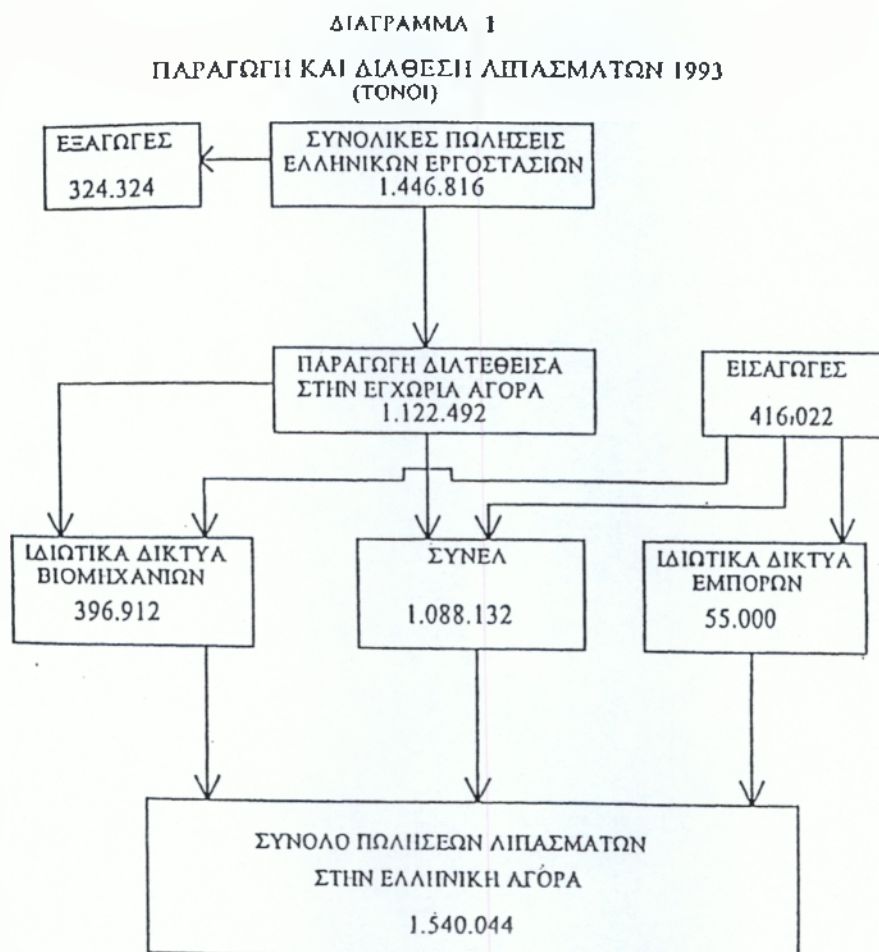 ΔΙΑΓΡΑΜΜΑ 1
ΠΑΡΑΓΩΓΗ ΚΑΙ ΔΙΑΘΕΣΗ ΛΙΠΑΣΜΑΤΩΝ 1993
(ΤΟΝΟΙ)
ΕΞΑΓΩΓΕΣ
324.324
ΣΥΝΟΛΙΚΕΣ ΠΩΛΗΣΕΙΣ
ΕΛΛΗΝΙΚΩΝ ΕΡΓΟΣΤΑΣΙΩΝ
1.446.816
ΠΑΡΑΓΩΓΗ ΔΙΑΤΕΘΕΙΣΑ
ΣΤΗΝ ΕΓΧΩΡΙΑ ΑΓΟΡΑ
1.122.492
ΕΙΣΑΓΩΓΕΣ
416.022
ΙΔΙΩΤΙΚΑ ΔΙΚΤΥΑ
ΒΙΟΜΗΧΑΝΙΩΝ
396.912
ΣΥΝΕΛ
1.088.132
ΙΔΙΩΤΙΚΑ ΔΙΚΤΥΑ
ΕΜΠΟΡΩΝ
55.000
ΣΥΝΟΛΟ ΠΩΛΗΣΕΩΝ ΛΙΠΑΣΜΑΤΩΝ
ΣΤΗΝ ΕΛΛΗΝΙΚΗ ΑΓΟΡΑ
1.540.044